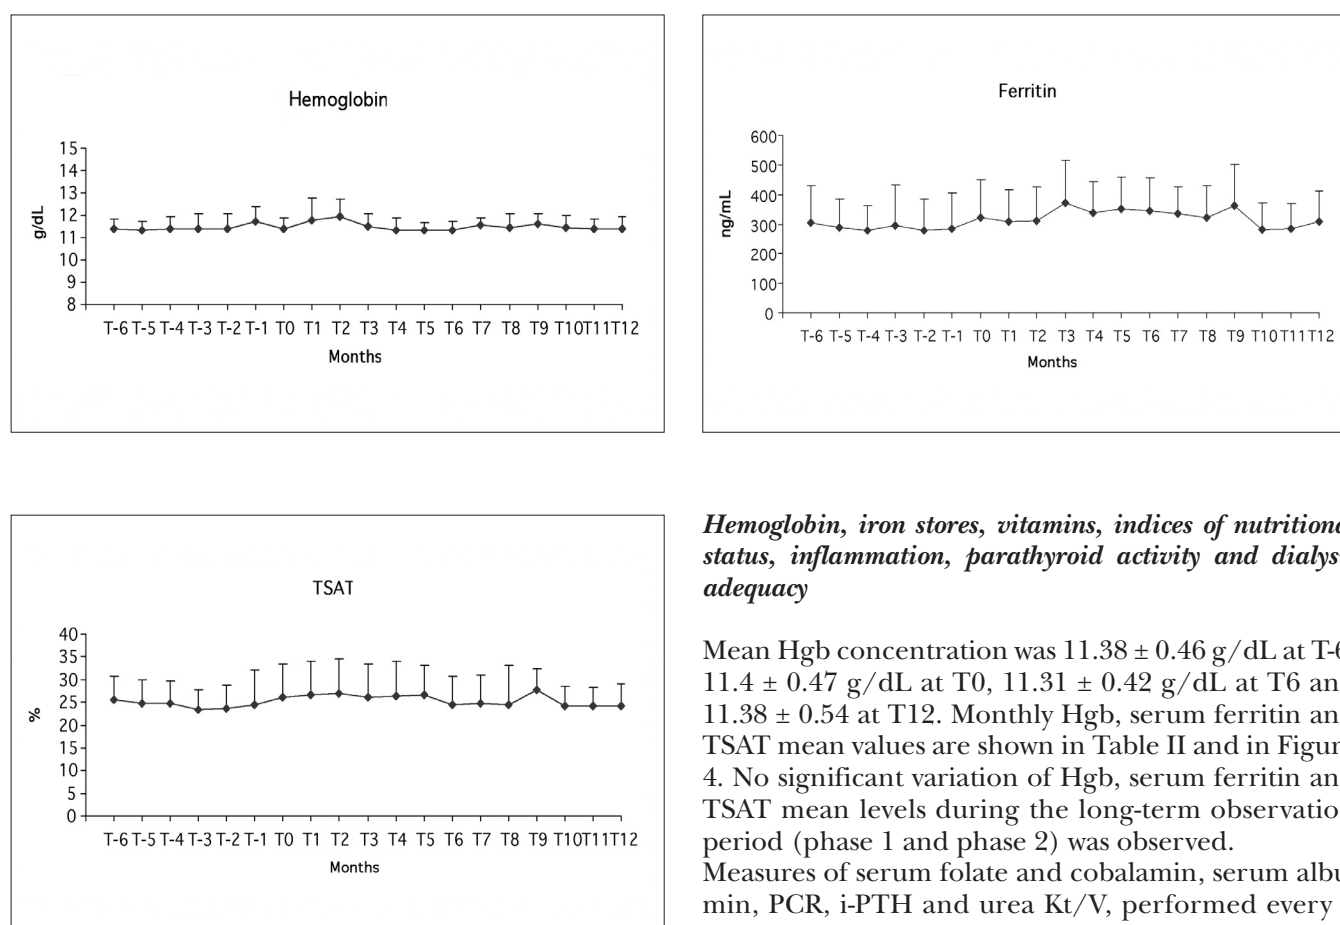 Hemoglobin
15
14
13
12
11
10
9
8
g/dL
T-6 T-5 T-4 T-3 T-2 T-1 T0 T1 T2 T3 T4 T5 T6 T7 T8 T9 T10 T11 T12
Months
Ferritin
600
500
400
300
200
100
0
ng/mL
T-6 T-5 T-4 T-3 T-2 T-1 T0 T1 T2 T3 T4 T5 T6 T7 T8 T9 T10 T11 T12
Months
TSAT
40
35
30
25
20
15
10
5
0
%
T-6 T-5 T-4 T-3 T-2 T-1 T0 T1 T2 T3 T4 T5 T6 T7 T8 T9 T10 T11 T12
Months
Hemoglobin, iron stores, vitamins, indices of nutritiona
status, inflammation, parathyroid activity and dialys
adequacy
Mean Hgb concentration was 11.38 ± 0.46 g/dL at T-6
11.4 ± 0.47 g/dL at T0, 11.31 ± 0.42 g/dL at T6 an
11.38 ± 0.54 at T12. Monthly Hgb, serum ferritin an
TSAT mean values are shown in Table II and in Figur
4. No significant variation of Hgb, serum ferritin an
TSAT mean levels during the long-term observatio
period (phase 1 and phase 2) was observed.
Measures of serum folate and cobalamin, serum albu
min, PCR, i-PTH and urea Kt/V, performed every